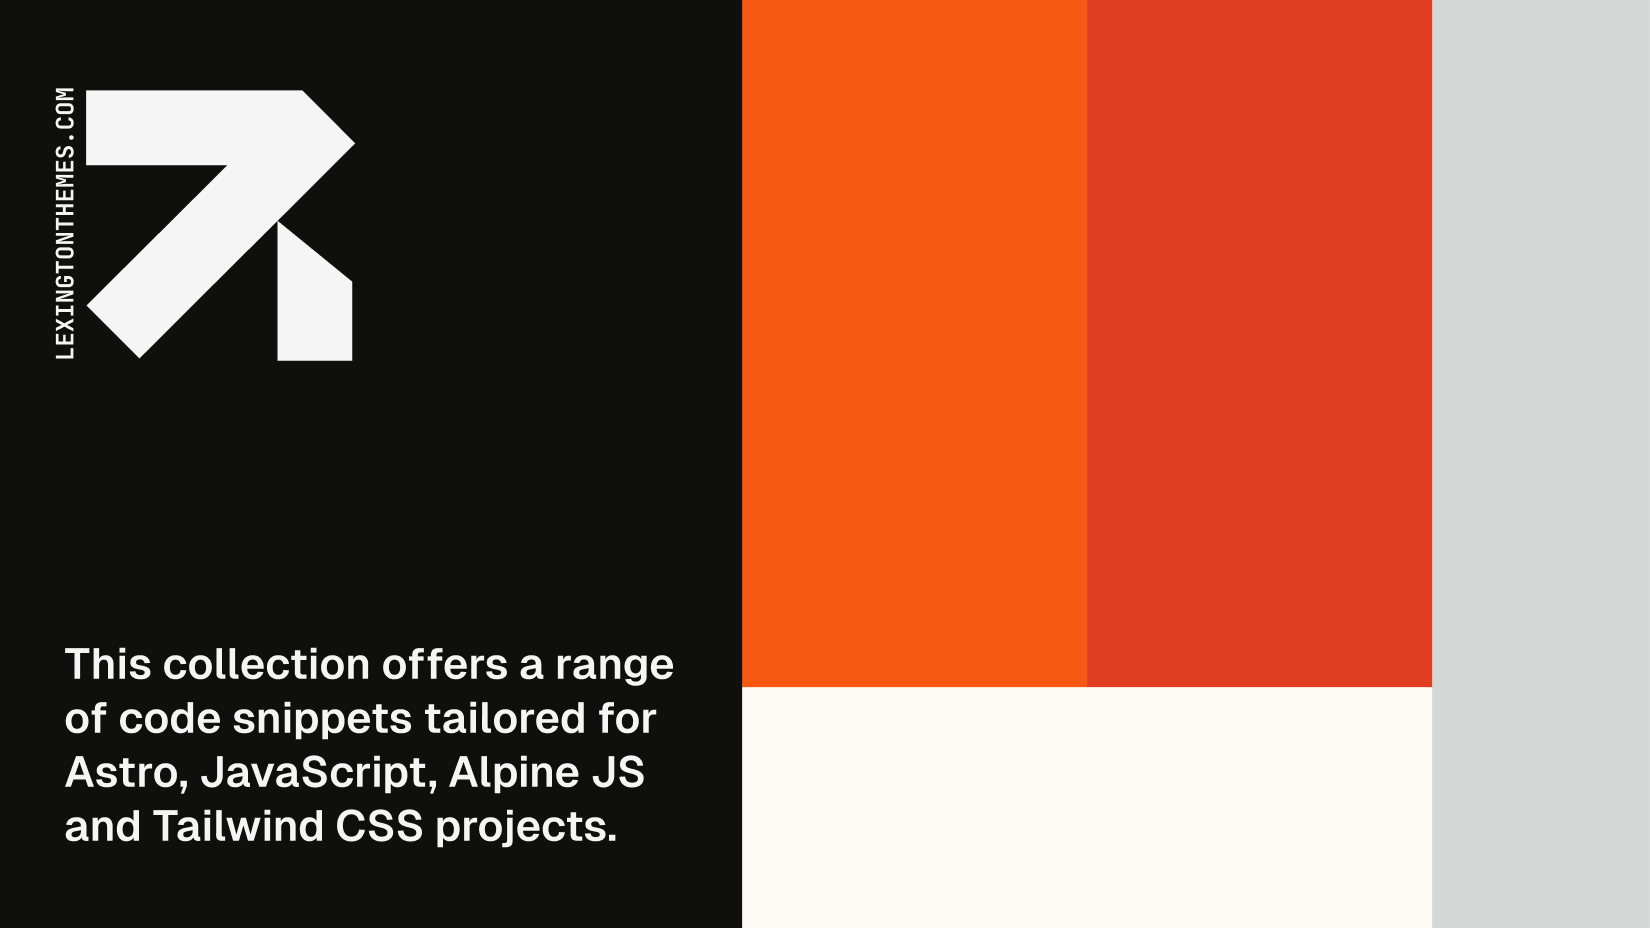 LEXINGTONTHEMES.COM
This collection offers a range
of code snippets tailored for
Astro, JavaScript, Alpine JS
and Tailwind CSS projects.